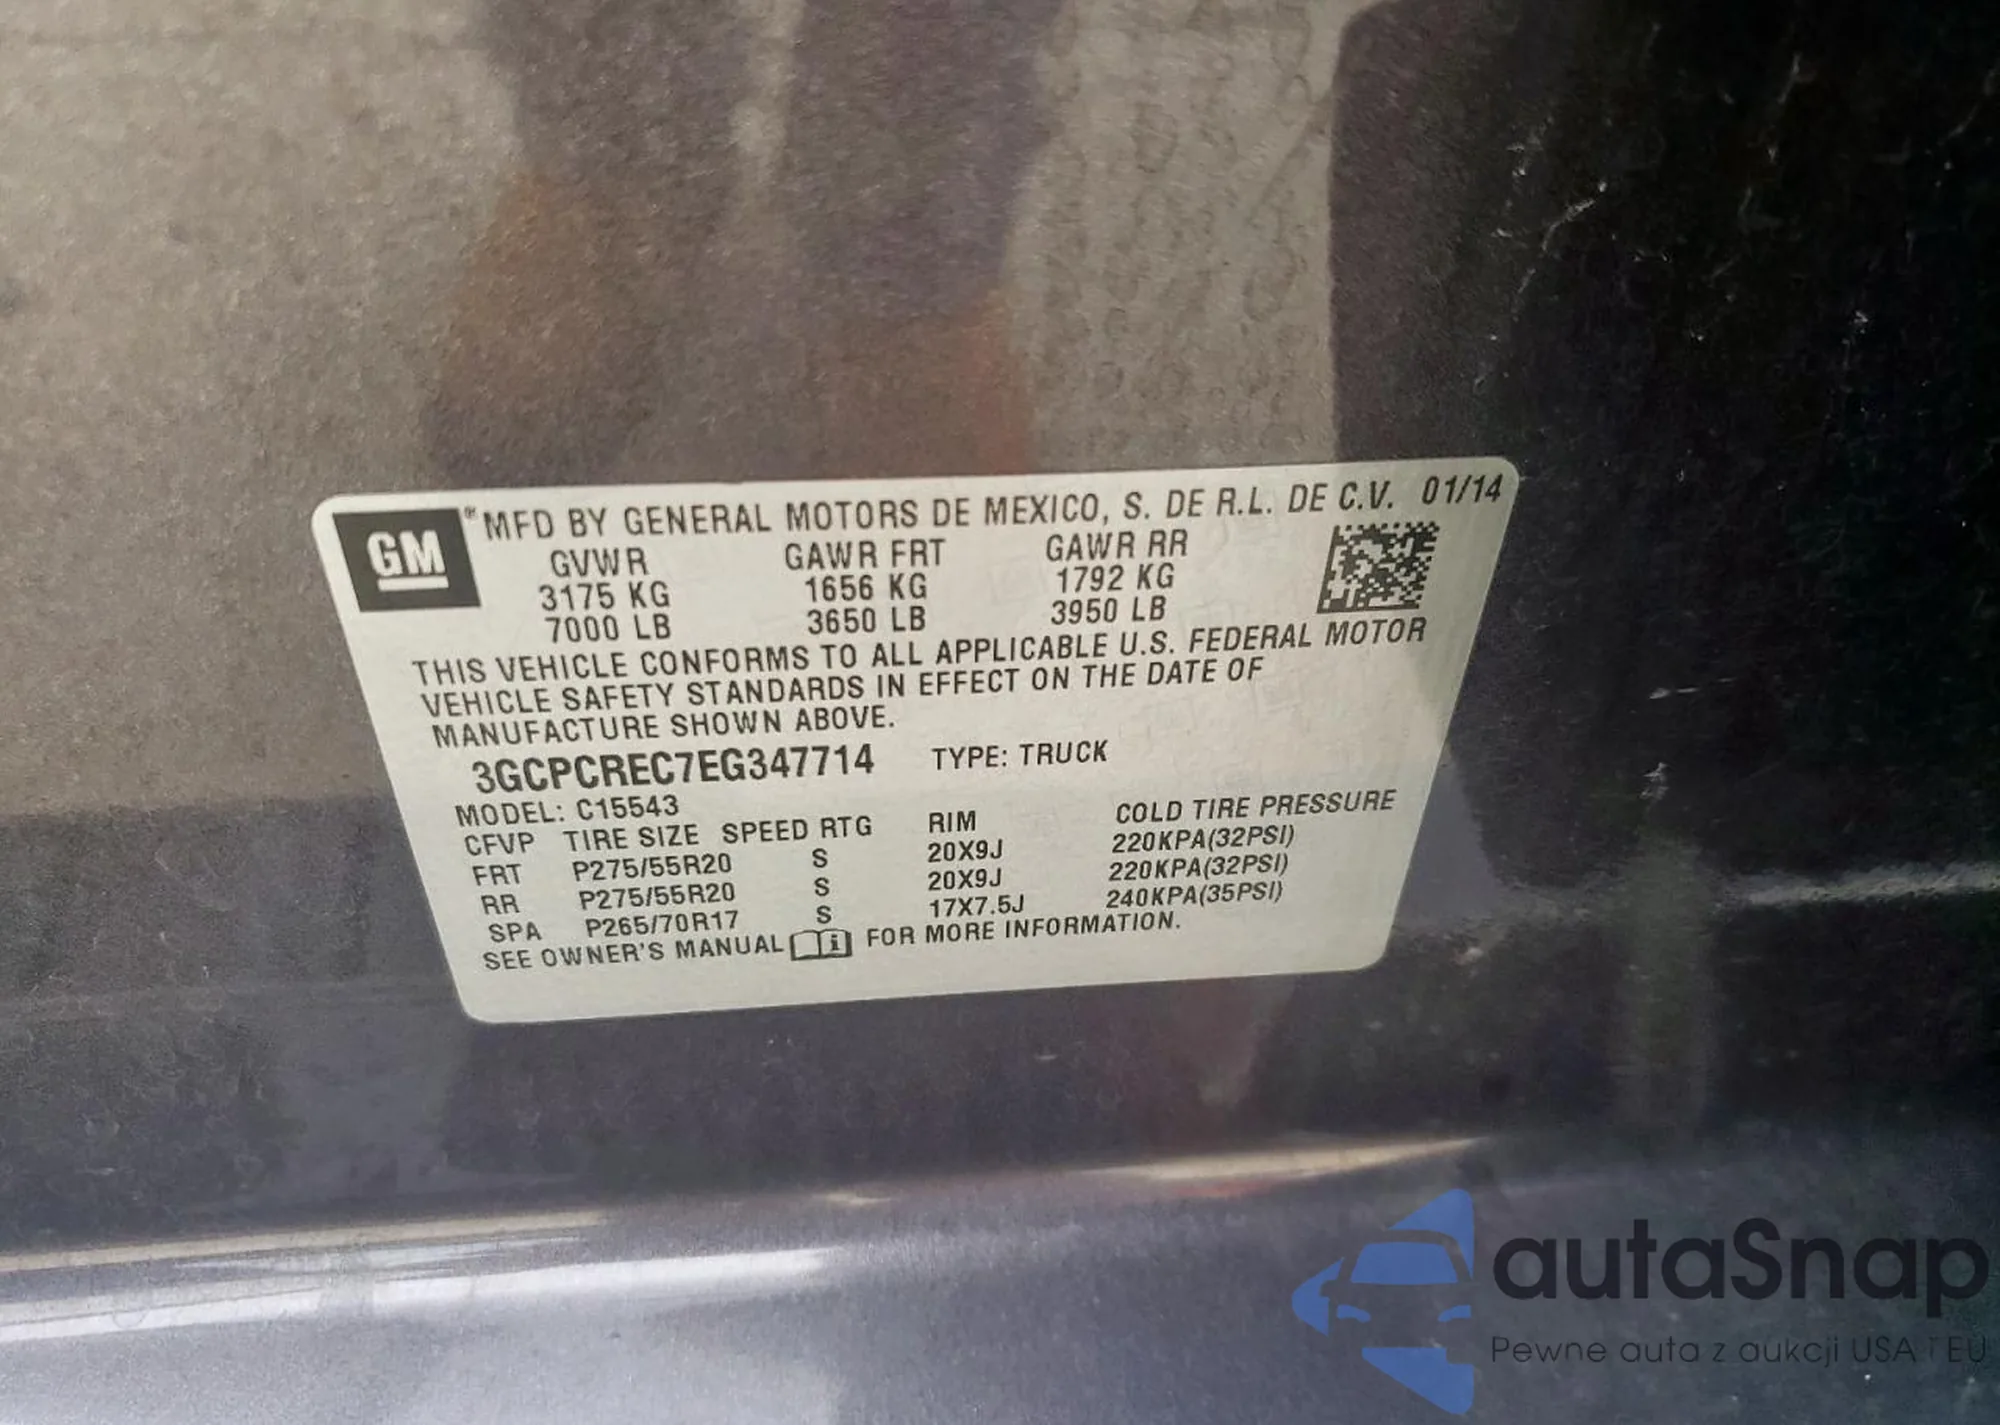 GM ® MFD BY GENERAL MOTORS DE MEXICO, S. DE R.L. DE C.V. 01/14
GVWR GAWR FRT GAWR RR
3175 KG 1656 KG 1792 KG
7000 LB 3650 LB 3950 LB
THIS VEHICLE CONFORMS TO ALL APPLICABLE U.S. FEDERAL MOTOR
VEHICLE SAFETY STANDARDS IN EFFECT ON THE DATE OF
MANUFACTURE SHOWN ABOVE.
3GCPCREC7EG347714 TYPE: TRUCK
MODEL: C15543
CFVP TIRE SIZE SPEED RTG RIM COLD TIRE PRESSURE
FRT P275/55R20 S 20X9J 220KPA(32PSI)
RR P275/55R20 S 20X9J 220KPA(32PSI)
SPA P265/70R17 S 17X7.5J 240KPA(35PSI)
SEE OWNER'S MANUAL FOR MORE INFORMATION.
autaSnap
Pewne auta z aukcji USA i EU